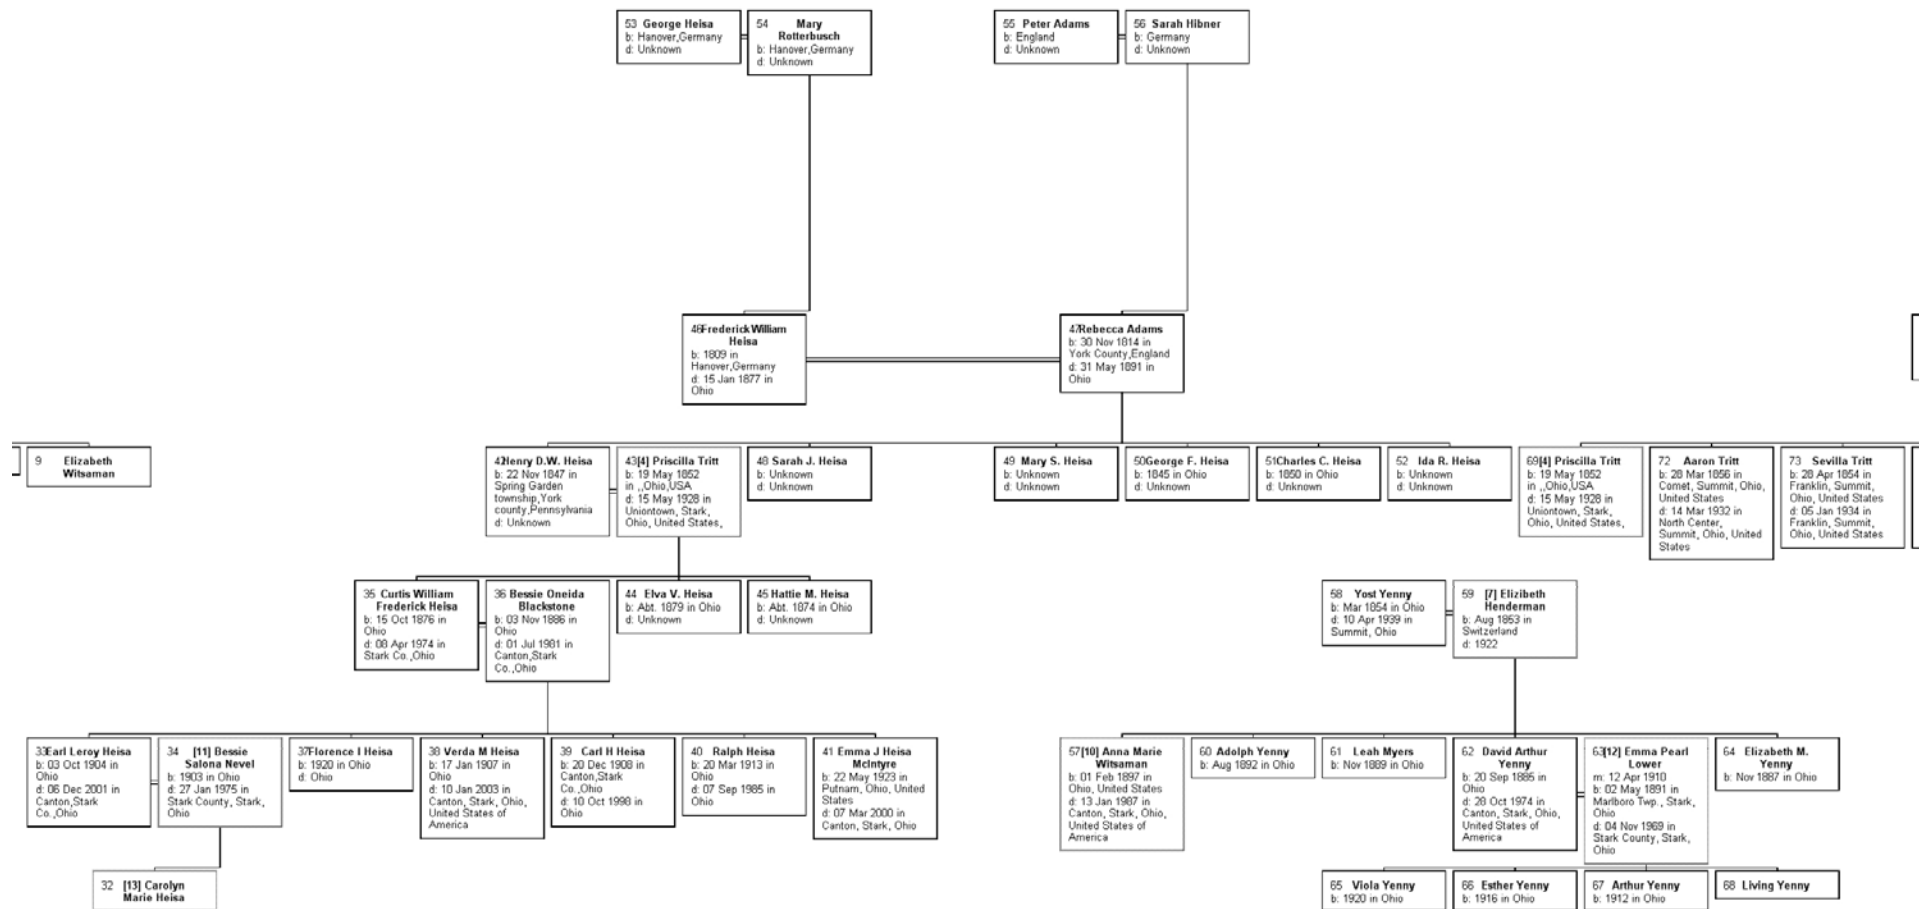 53 George Heisa
b: Hanover,Germany
d: Unknown
54 Mary
Rotterbusch
b: Hanover,Germany
d: Unknown
55 Peter Adams
b: England
d: Unknown
56 Sarah Hibner
b: Germany
d: Unknown
46Frederick William
Heisa
b: 1809 in
Hanover,Germany
d: 15 Jan 1877 in
Ohio
47Rebecca Adams
b: 30 Nov 1814 in
York County,England
d: 31 May 1891 in
Ohio
9 Elizabeth
Witsaman
42Henry D.W. Heisa
b: 22 Nov 1847 in
Spring Garden
township,York
county,Pennsylvania
d: Unknown
43[4] Priscilla Tritt
b: 19 May 1852
in ,,Ohio,USA
d: 15 May 1928 in
Uniontown, Stark,
Ohio, United States,
48 Sarah J. Heisa
b: Unknown
d: Unknown
49 Mary S. Heisa
b: Unknown
d: Unknown
50George F. Heisa
b: 1845 in Ohio
d: Unknown
51Charles C. Heisa
b: 1850 in Ohio
d: Unknown
52 Ida R. Heisa
b: Unknown
d: Unknown
69[4] Priscilla Tritt
b: 19 May 1852
in ,,Ohio,USA
d: 15 May 1928 in
Uniontown, Stark,
Ohio, United States,
72 Aaron Tritt
b: 28 Mar 1856 in
Comet, Summit, Ohio,
United States
d: 14 Mar 1932 in
North Center,
Summit, Ohio, United
States
73 Sevilla Tritt
b: 28 Apr 1854 in
Franklin, Summit,
Ohio, United States
d: 05 Jan 1934 in
Franklin, Summit,
Ohio, United States
35 Curtis William
Frederick Heisa
b: 15 Oct 1876 in
Ohio
d: 08 Apr 1974 in
Stark Co.,Ohio
36 Bessie Oneida
Blackstone
b: 03 Nov 1886 in
Ohio
d: 01 Jul 1981 in
Canton,Stark
Co.,Ohio
44 Elva V. Heisa
b: Abt. 1879 in Ohio
d: Unknown
45 Hattie M. Heisa
b: Abt. 1874 in Ohio
d: Unknown
58 Yost Yenny
b: Mar 1854 in Ohio
d: 10 Apr 1939 in
Summit, Ohio
59 [7] Elizibeth
Henderman
b: Aug 1853 in
Switzerland
d: 1922
33Earl Leroy Heisa
b: 03 Oct 1904 in
Ohio
d: 06 Dec 2001 in
Canton,Stark
Co.,Ohio
34 [11] Bessie
Salona Nevel
b: 1903 in Ohio
d: 27 Jan 1975 in
Stark County, Stark,
Ohio
37Florence I Heisa
b: 1920 in Ohio
d: Ohio
38 Verda M Heisa
b: 17 Jan 1907 in
Ohio
d: 10 Jan 2003 in
Canton, Stark, Ohio,
United States of
America
39 Carl H Heisa
b: 20 Dec 1908 in
Canton,Stark
Co.,Ohio
d: 10 Oct 1998 in
Ohio
40 Ralph Heisa
b: 20 Mar 1913 in
Ohio
d: 07 Sep 1985 in
Ohio
41 Emma J Heisa
McIntyre
b: 22 May 1923 in
Putnam, Ohio, United
States
d: 07 Mar 2000 in
Canton, Stark, Ohio
57[10] Anna Marie
Witsaman
b: 01 Feb 1897 in
Ohio, United States
d: 13 Jan 1987 in
Canton, Stark, Ohio,
United States of
America
60 Adolph Yenny
b: Aug 1892 in Ohio
61 Leah Myers
b: Nov 1889 in Ohio
62 David Arthur
Yenny
b: 20 Sep 1885 in
Ohio
d: 28 Oct 1974 in
Canton, Stark, Ohio,
United States of
America
63[12] Emma Pearl
Lower
m: 12 Apr 1910
b: 02 May 1891 in
Marlboro Twp., Stark,
Ohio
d: 04 Nov 1969 in
Stark County, Stark,
Ohio
64 Elizabeth M.
Yenny
b: Nov 1887 in Ohio
32 [13] Carolyn
Marie Heisa
65 Viola Yenny
b: 1920 in Ohio
66 Esther Yenny
b: 1916 in Ohio
67 Arthur Yenny
b: 1912 in Ohio
68 Living Yenny